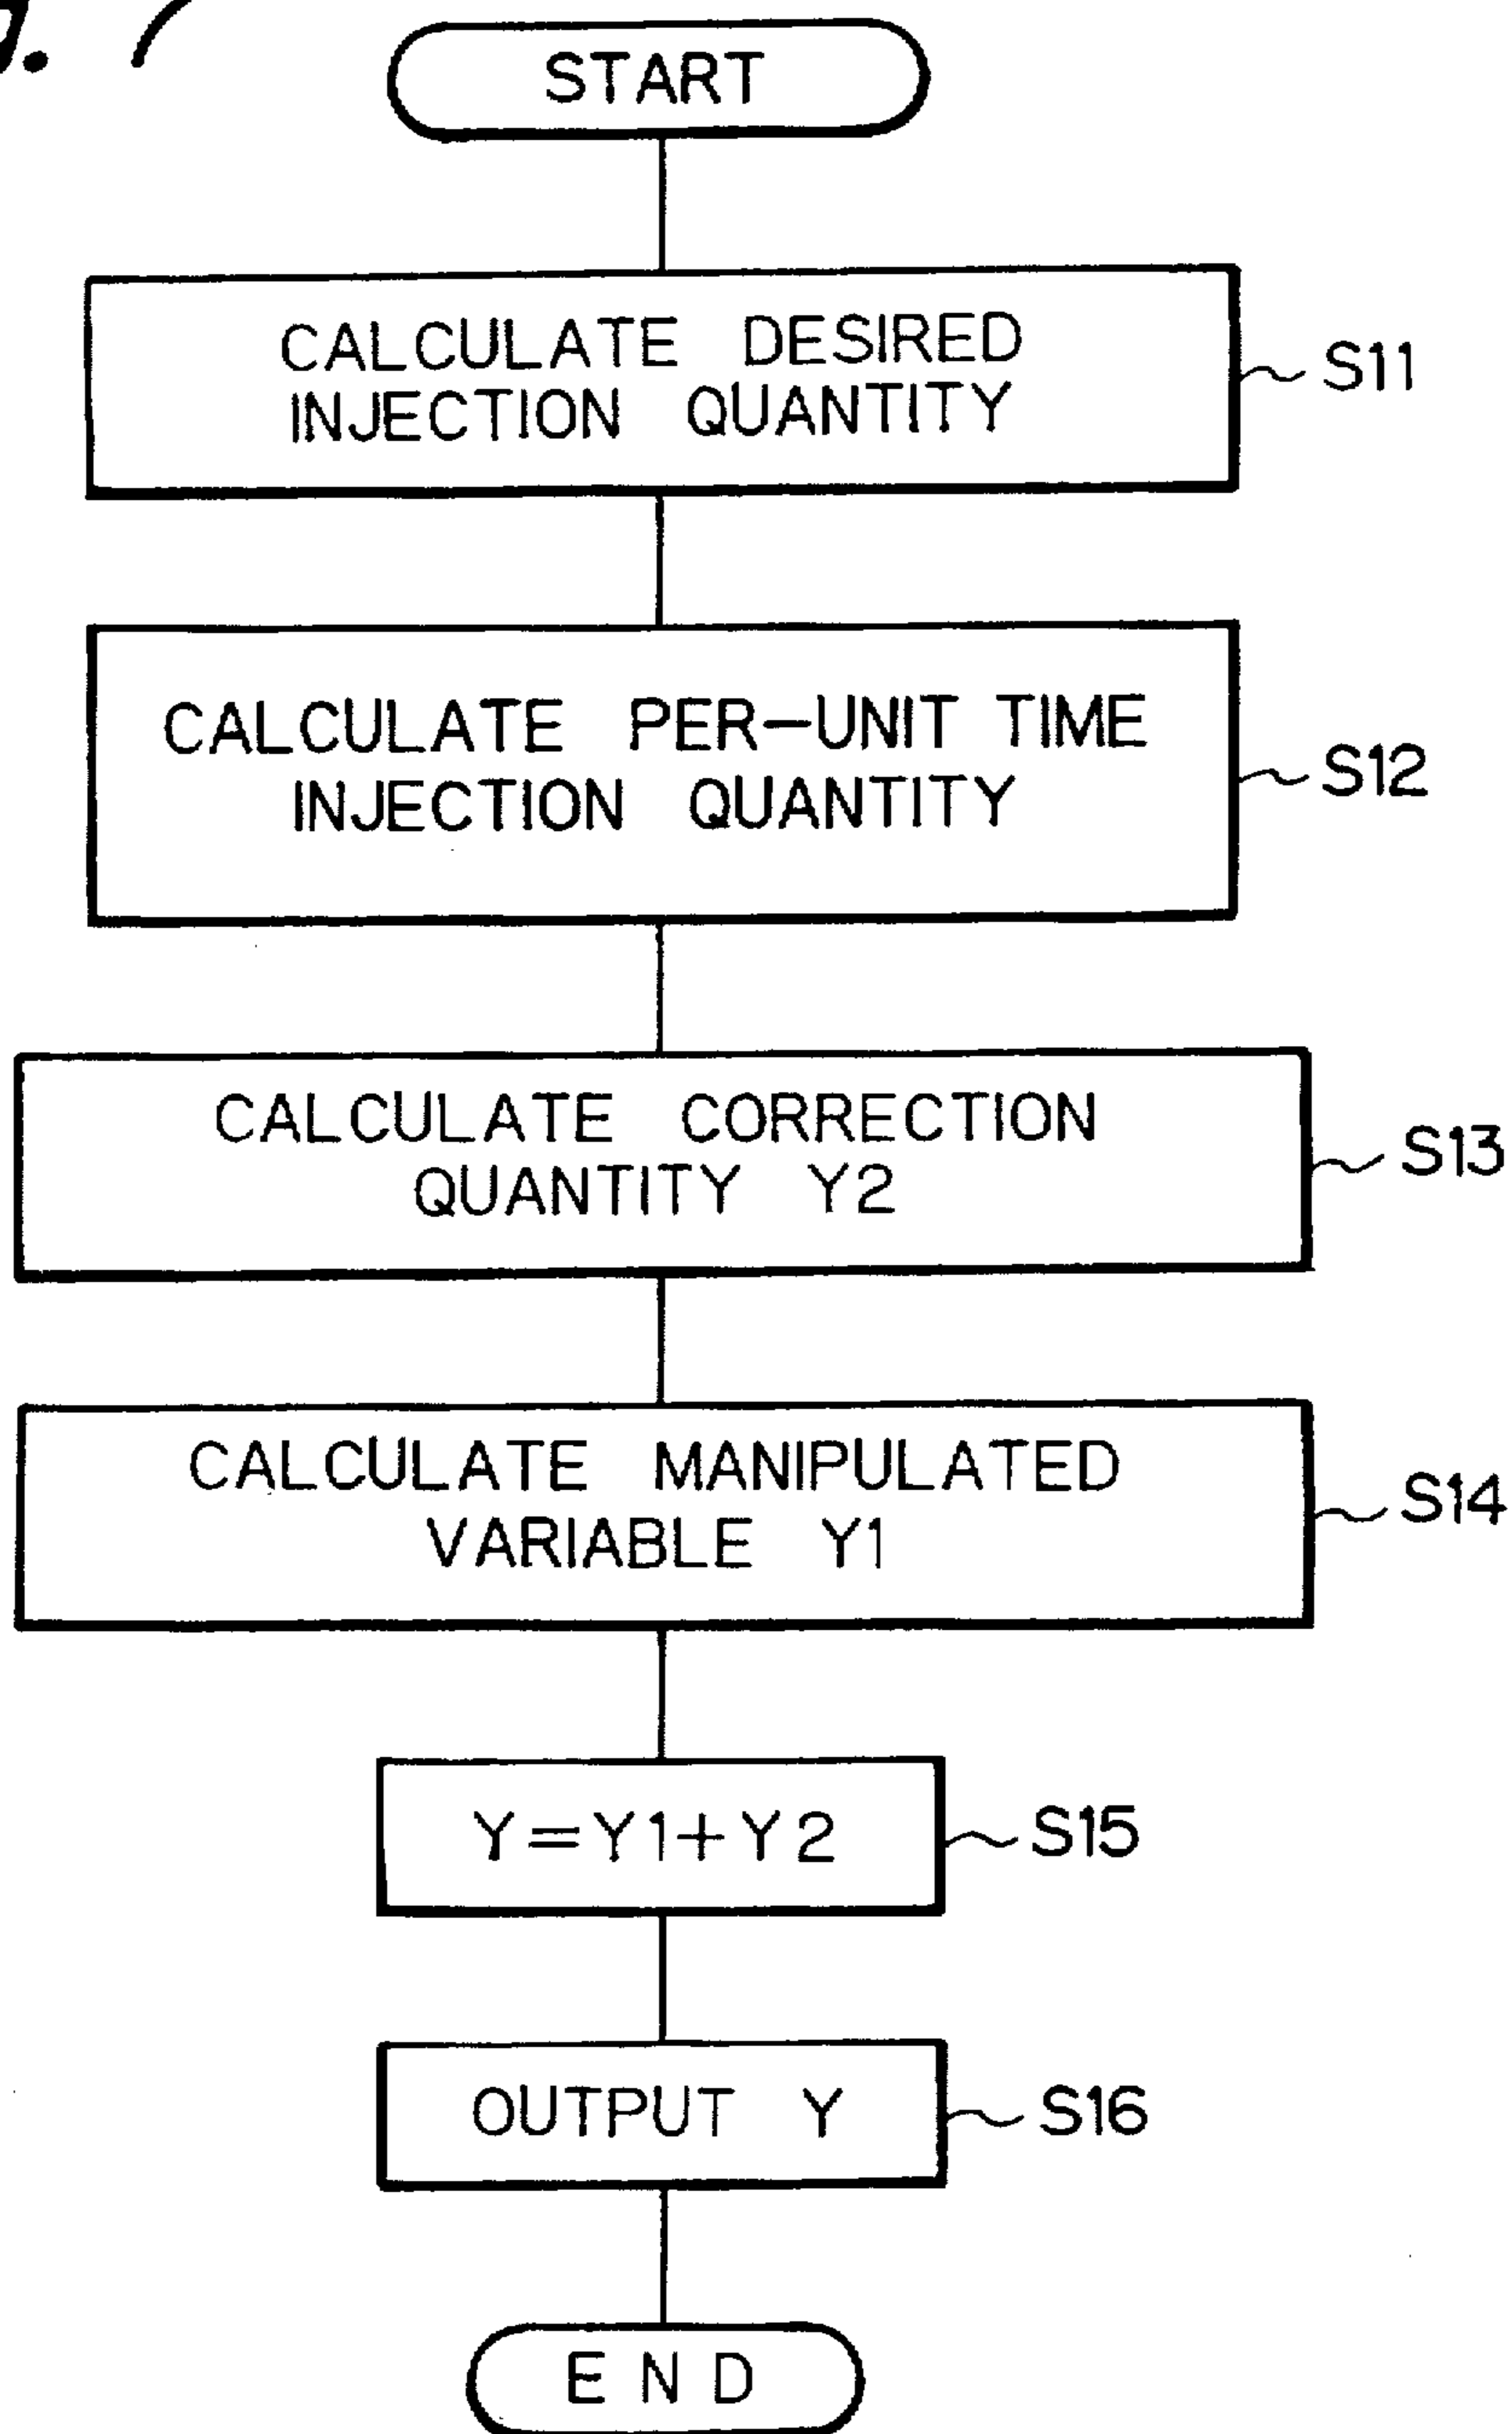 START
CALCULATE DESIRED
INJECTION QUANTITY
S11
CALCULATE PER-UNIT TIME
INJECTION QUANTITY
S12
CALCULATE CORRECTION
QUANTITY Y2
S13
CALCULATE MANIPULATED
VARIABLE Y1
S14
Y=Y1+Y2
S15
OUTPUT Y
S16
END